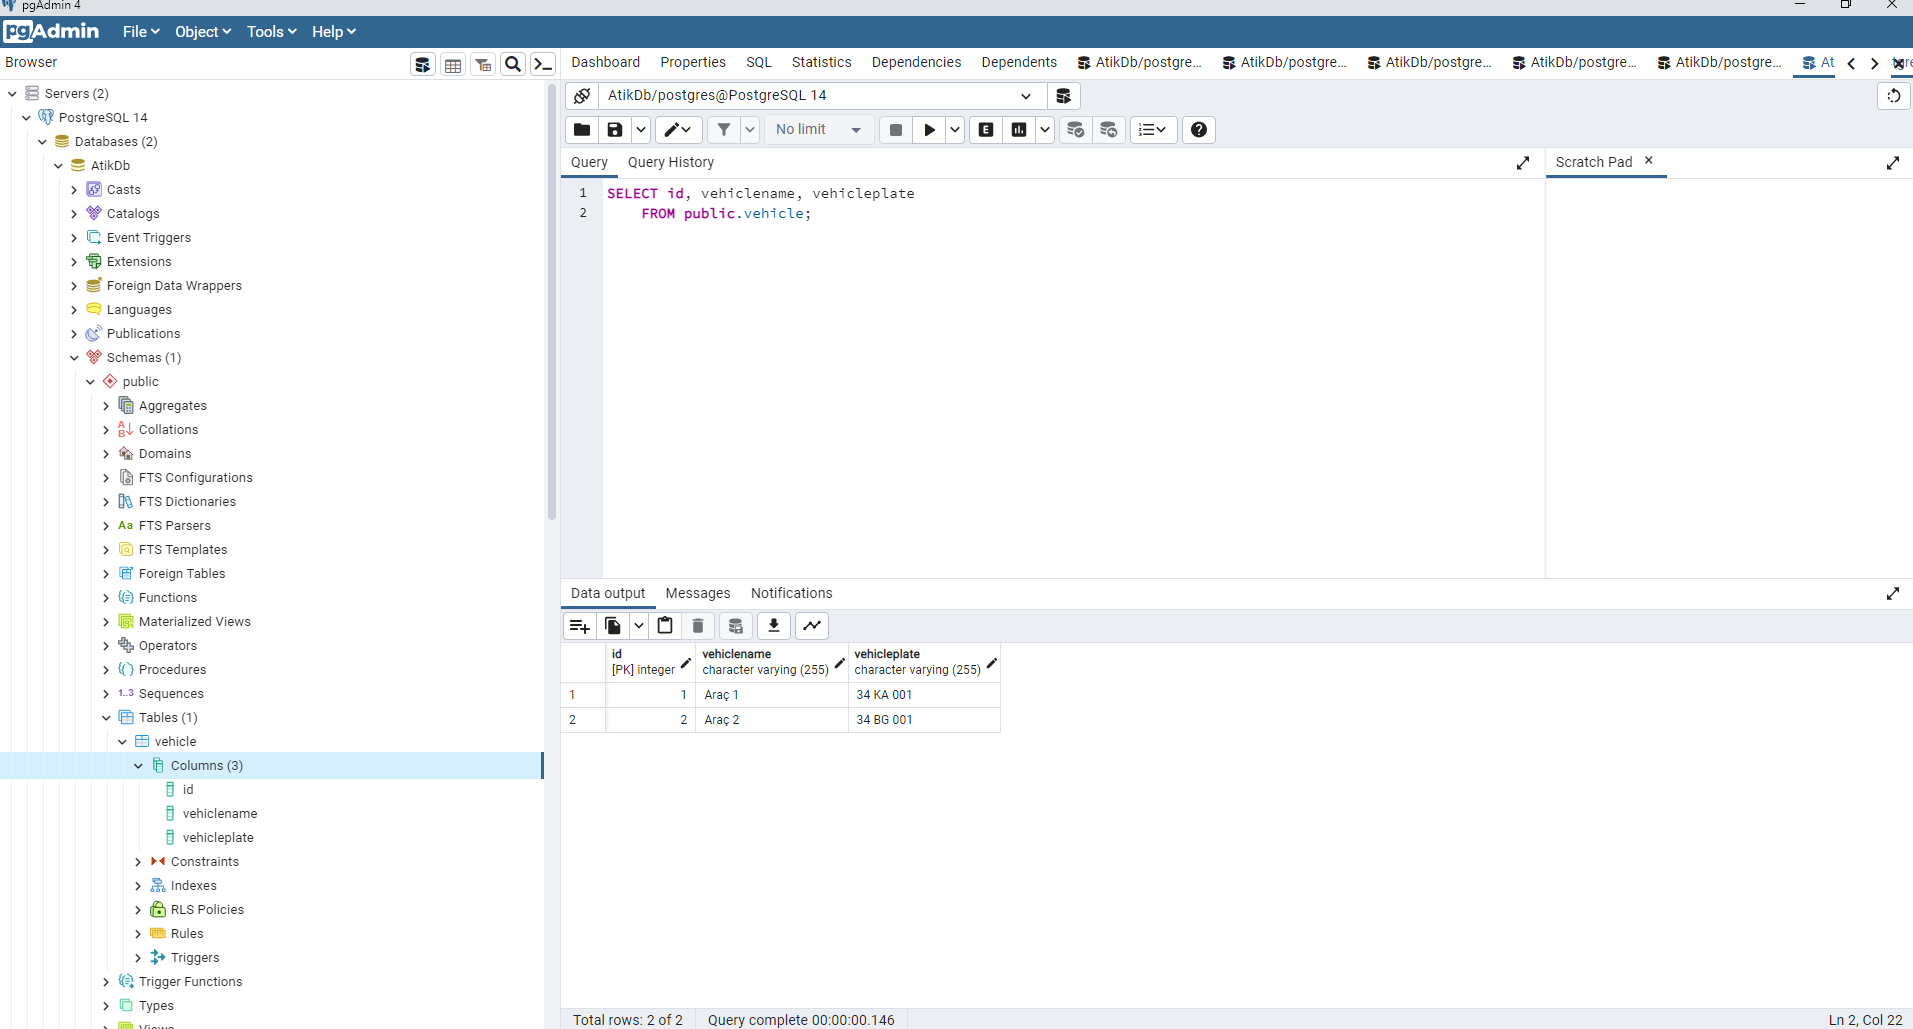 pgAdmin 4
pgAdmin File Object Tools Help
Browser
Dashboard Properties SQL Statistics Dependencies Dependents AtikDb/postgre... AtikDb/postgre... AtikDb/postgre... AtikDb/postgre... AtikDb/postgre... At
Servers (2)
PostgreSQL 14
Databases (2)
AtikDb
Casts
Catalogs
Event Triggers
Extensions
Foreign Data Wrappers
Languages
Publications
Schemas (1)
public
Aggregates
Collations
Domains
FTS Configurations
FTS Dictionaries
Aa FTS Parsers
FTS Templates
Foreign Tables
Functions
Materialized Views
Operators
Procedures
1..3 Sequences
Tables (1)
vehicle
Columns (3)
id
vehiclename
vehicleplate
Constraints
Indexes
RLS Policies
Rules
Triggers
Trigger Functions
Types
Views
AtikDb/postgres@PostgreSQL 14
No limit
E
Query Query History
Scratch Pad
1 SELECT id, vehiclename, vehicleplate
2 FROM public.vehicle;
Data output Messages Notifications
id vehiclename vehicleplate
[PK] integer character varying (255) character varying (255)
1 1 Araç 1 34 KA 001
2 2 Araç 2 34 BG 001
Total rows: 2 of 2 Query complete 00:00:00.146 Ln 2, Col 22